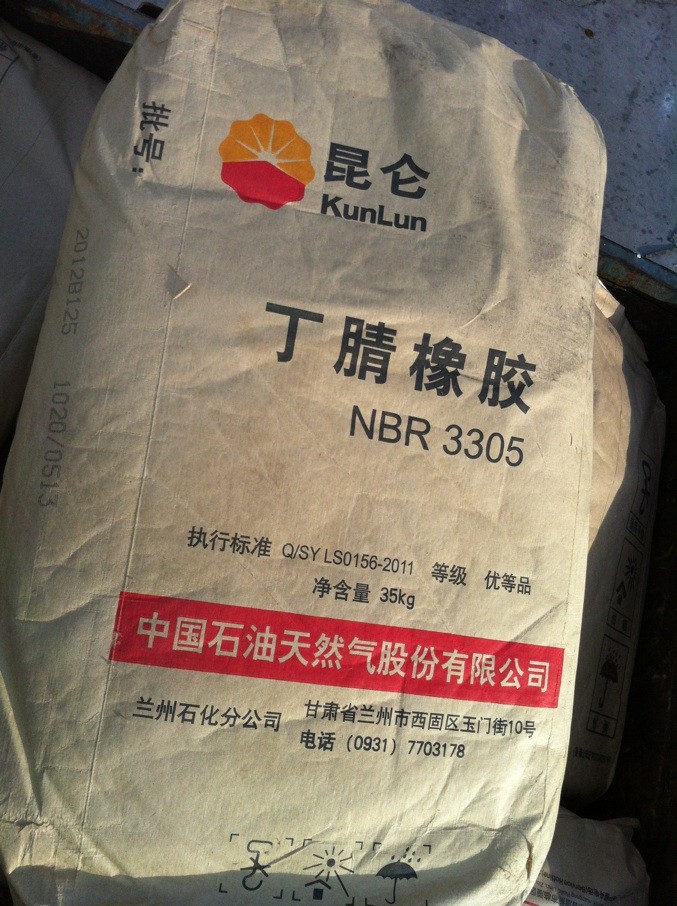 批号:
2012B125 1020/0513
昆仑
KunLun
丁腈橡胶
NBR 3305
执行标准 Q/SY LS0156-2011 等级 优等品
净含量 35kg
中国石油天然气股份有限公司
兰州石化分公司 甘肃省兰州市西固区玉门街10号
电话 (0931) 7703178